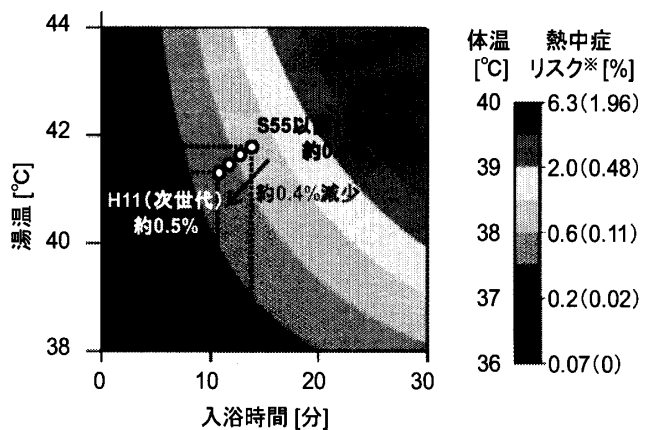 44
42
40
38
湯温 [℃]
0
10
20
30
入浴時間 [分]
S55以
約0
約0.4%減少
H11(次世代)
約0.5%
体温
[℃]
熱中症
リスク※ [%]
40
6.3(1.96)
39
2.0(0.48)
38
0.6(0.11)
37
0.2(0.02)
36
0.07(0)